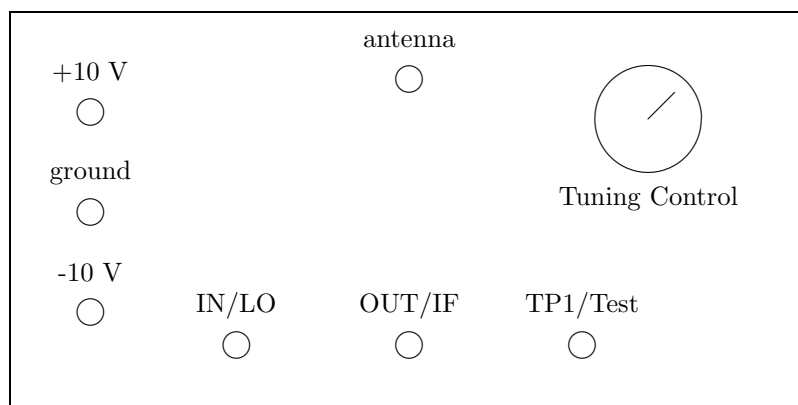 antenna
+10 V
ground
Tuning Control
-10 V
IN/LO
OUT/IF
TP1/Test